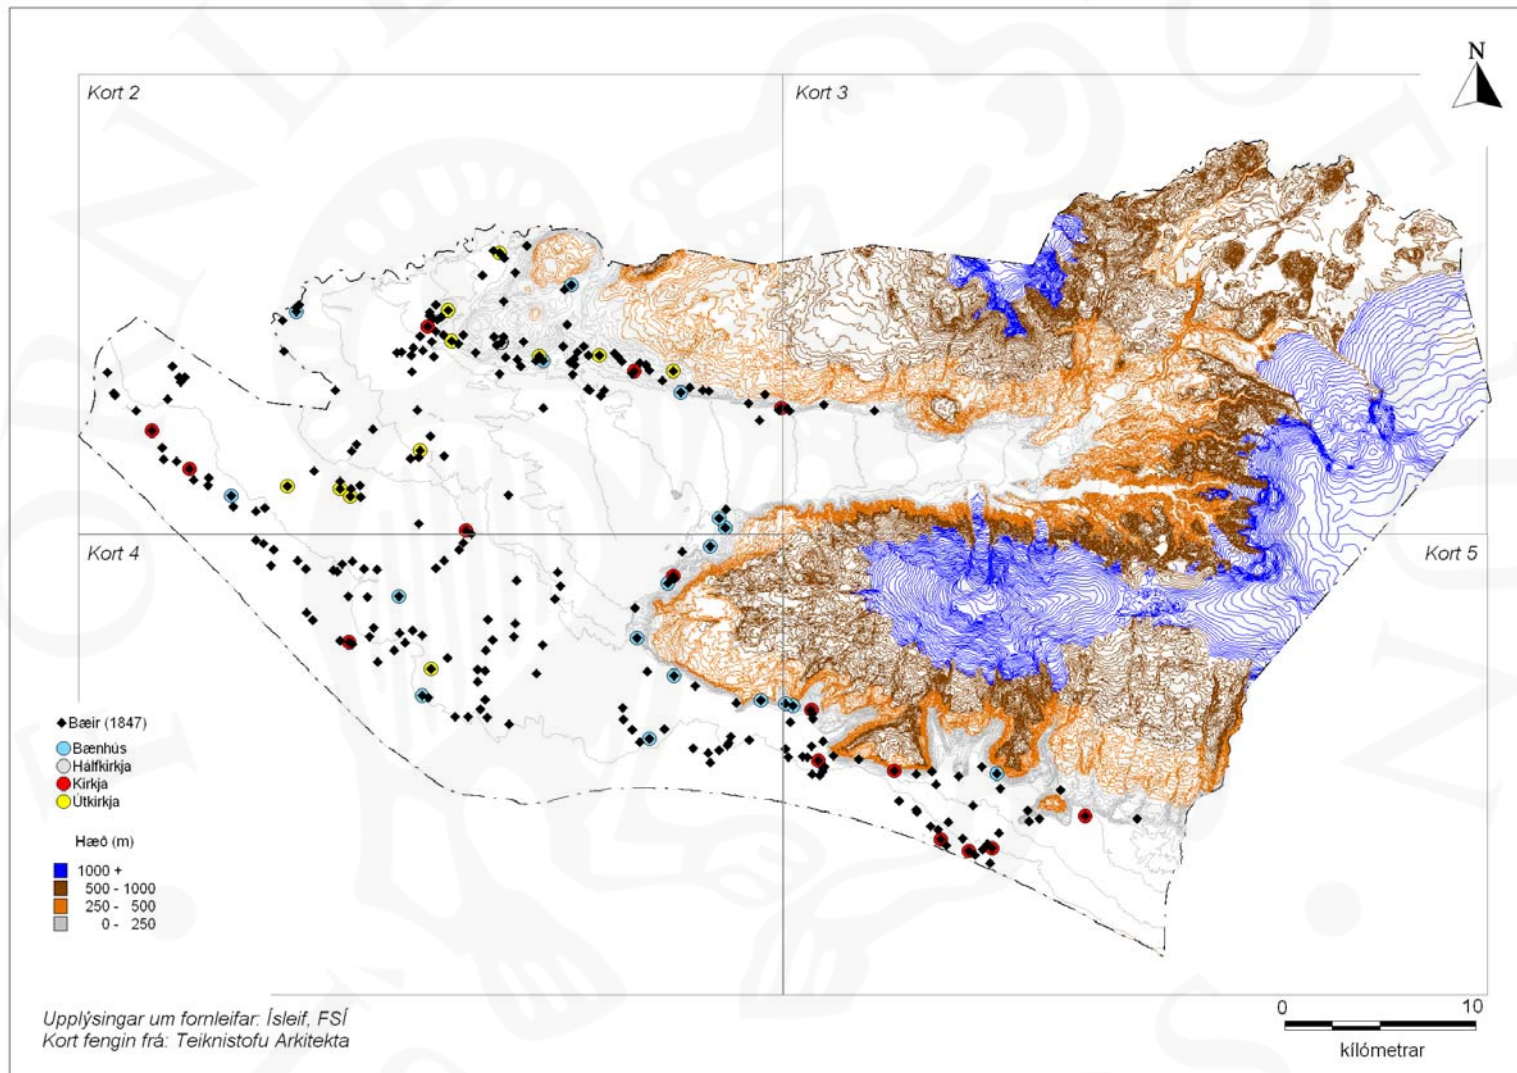 N
Kort 2
Kort 3
Kort 4
Kort 5
Bæir (1847)
Bænhús
Hálfkirkja
Kirkja
Útkirkja
Hæð (m)
1000 +
500 - 1000
250 - 500
0 - 250
Upplýsingar um fornleifar: Ísleif, FSÍ
Kort fengin frá: Teiknistofu Arkitekta
0 10
kílómetrar